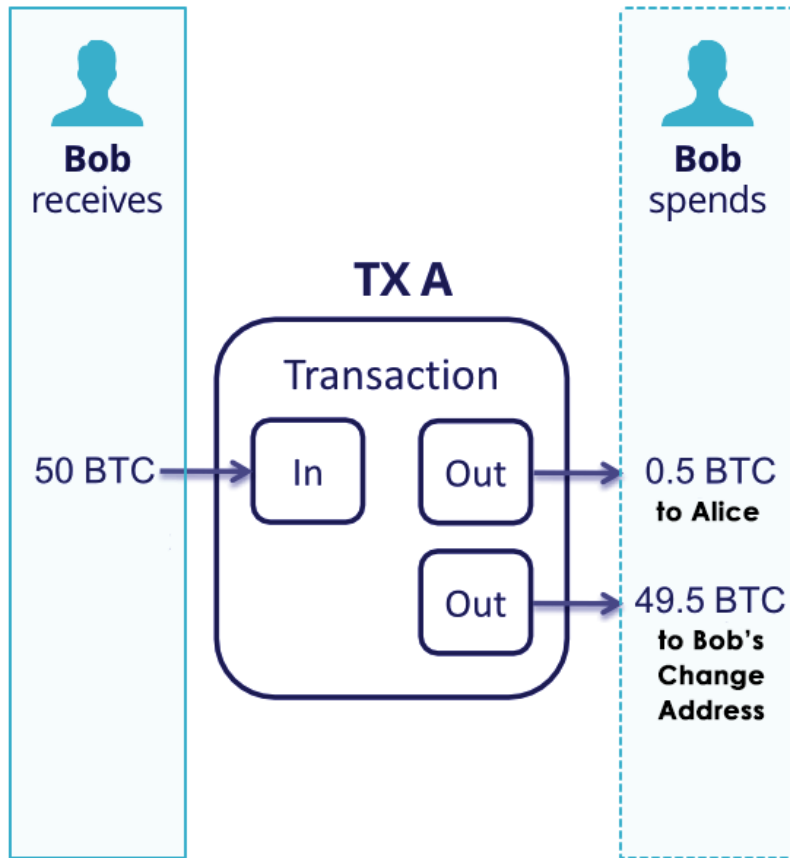 Bob
receives
Bob
spends
TX A
Transaction
50 BTC
In
Out
0.5 BTC
to Alice
Out
49.5 BTC
to Bob's
Change
Address